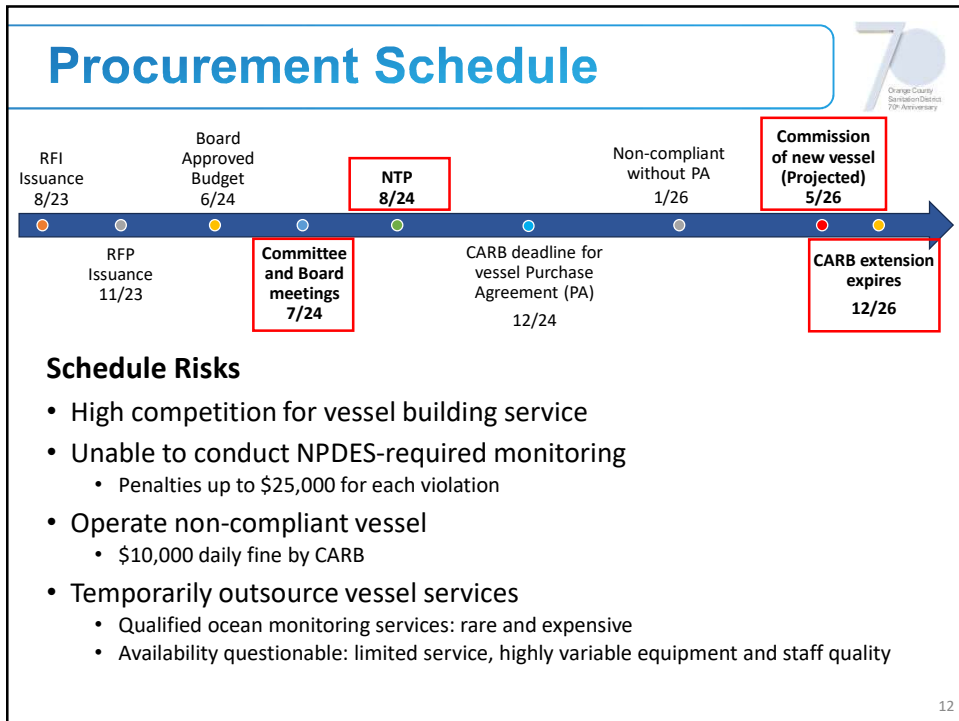 Procurement Schedule
70
Orange County
Sanitation District
70th Anniversary
RFI
Issuance
8/23
RFP
Issuance
11/23
Board
Approved
Budget
6/24
Committee
and Board
meetings
7/24
NTP
8/24
CARB deadline for
vessel Purchase
Agreement (PA)
12/24
Non-compliant
without PA
1/26
Commission
of new vessel
(Projected)
5/26
CARB extension
expires
12/26
Schedule Risks
• High competition for vessel building service
• Unable to conduct NPDES-required monitoring
• Penalties up to $25,000 for each violation
• Operate non-compliant vessel
• $10,000 daily fine by CARB
• Temporarily outsource vessel services
• Qualified ocean monitoring services: rare and expensive
• Availability questionable: limited service, highly variable equipment and staff quality
12